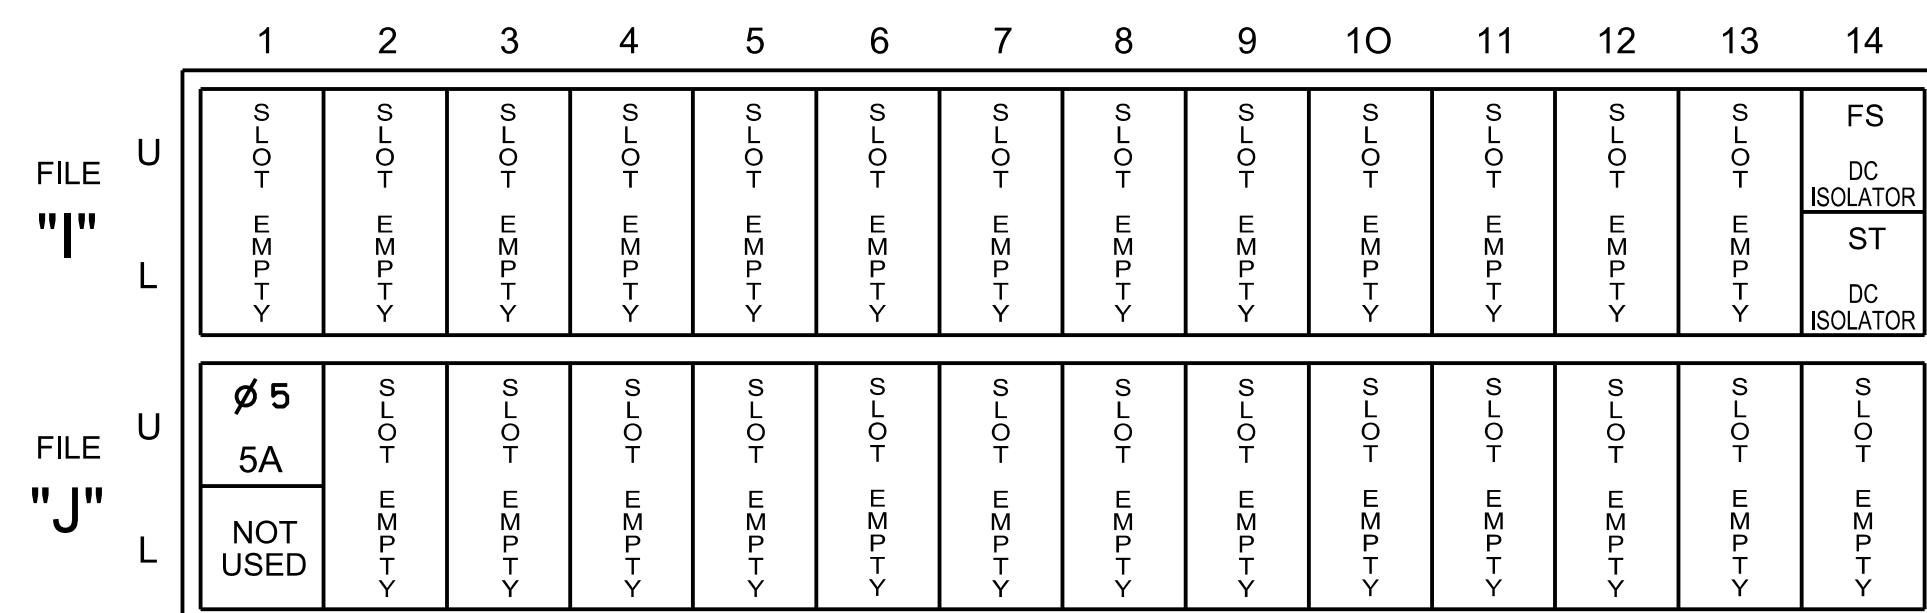 1 2 3 4 5 6 7 8 9 10 11 12 13 14
FILE "I"
U
L
SLOT EMPTY
SLOT EMPTY
SLOT EMPTY
SLOT EMPTY
SLOT EMPTY
SLOT EMPTY
SLOT EMPTY
SLOT EMPTY
SLOT EMPTY
SLOT EMPTY
SLOT EMPTY
SLOT EMPTY
SLOT EMPTY
FS
DC
ISOLATOR
ST
DC
ISOLATOR
FILE "J"
U
L
ø 5
5A
NOT
USED
SLOT EMPTY
SLOT EMPTY
SLOT EMPTY
SLOT EMPTY
SLOT EMPTY
SLOT EMPTY
SLOT EMPTY
SLOT EMPTY
SLOT EMPTY
SLOT EMPTY
SLOT EMPTY
SLOT EMPTY
SLOT EMPTY